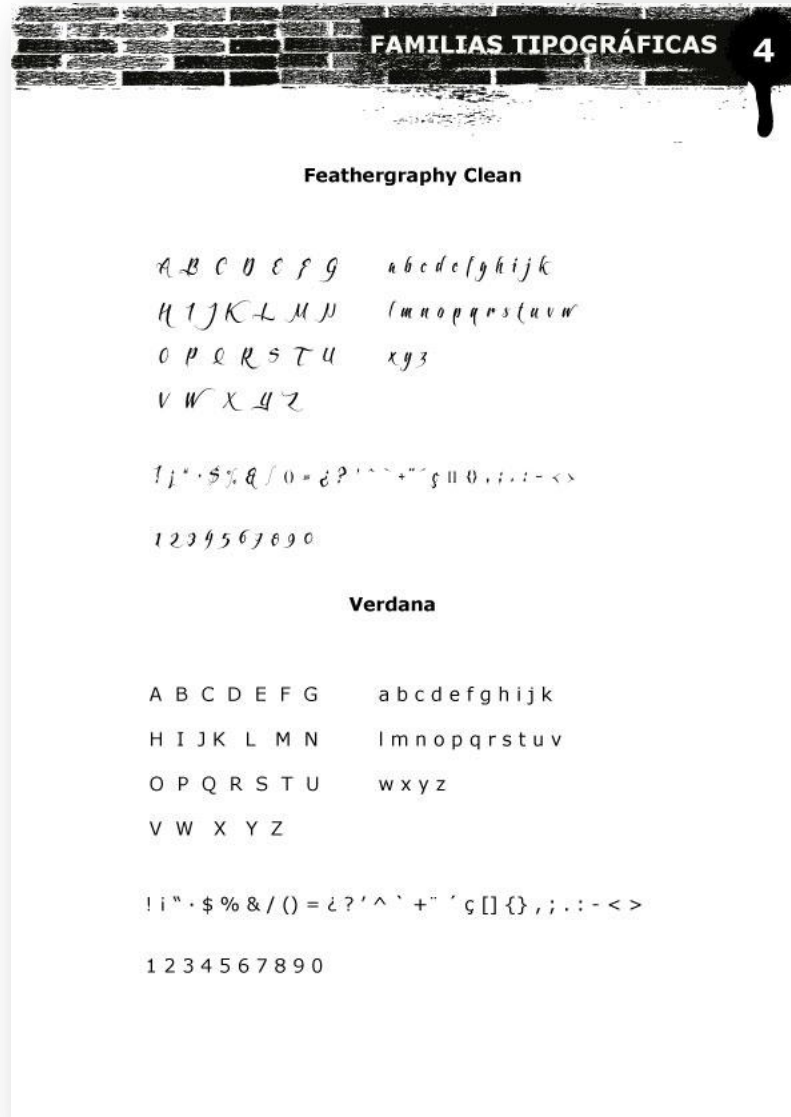 FAMILIAS TIPOGRÁFICAS 4
Feathergraphy Clean
A B C D E F G a b c d e f g h i j k
H I J K L M N l m n o p q r s t u v w
O P Q R S T U x y z
V W X Y Z
! ¡ " · $ % & / () = ¿ ? ' ^ ` + ¨ ´ ç [] {} , ; . : - < >
1 2 3 4 5 6 7 8 9 0
Verdana
A B C D E F G a b c d e f g h i j k
H I J K L M N l m n o p q r s t u v
O P Q R S T U w x y z
V W X Y Z
! ¡ " · $ % & / () = ¿ ? ' ^ ` + ¨ ´ ç [] {} , ; . : - < >
1 2 3 4 5 6 7 8 9 0